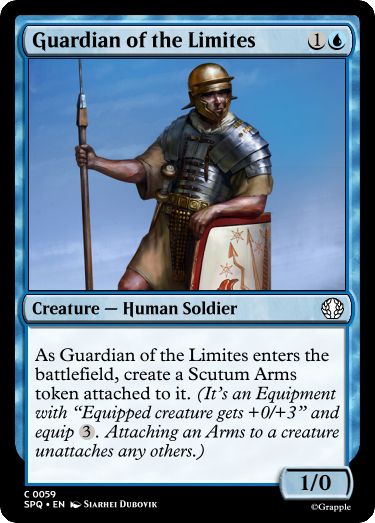 Guardian of the Limites 1
Creature — Human Soldier
As Guardian of the Limites enters the
battlefield, create a Scutum Arms
token attached to it. (It's an Equipment
with “Equipped creature gets +0/+3” and
equip 3. Attaching an Arms to a creature
unattaches any others.)
1/0
C 0059
SPQ • EN Siarhei Dubovik
©Grapple